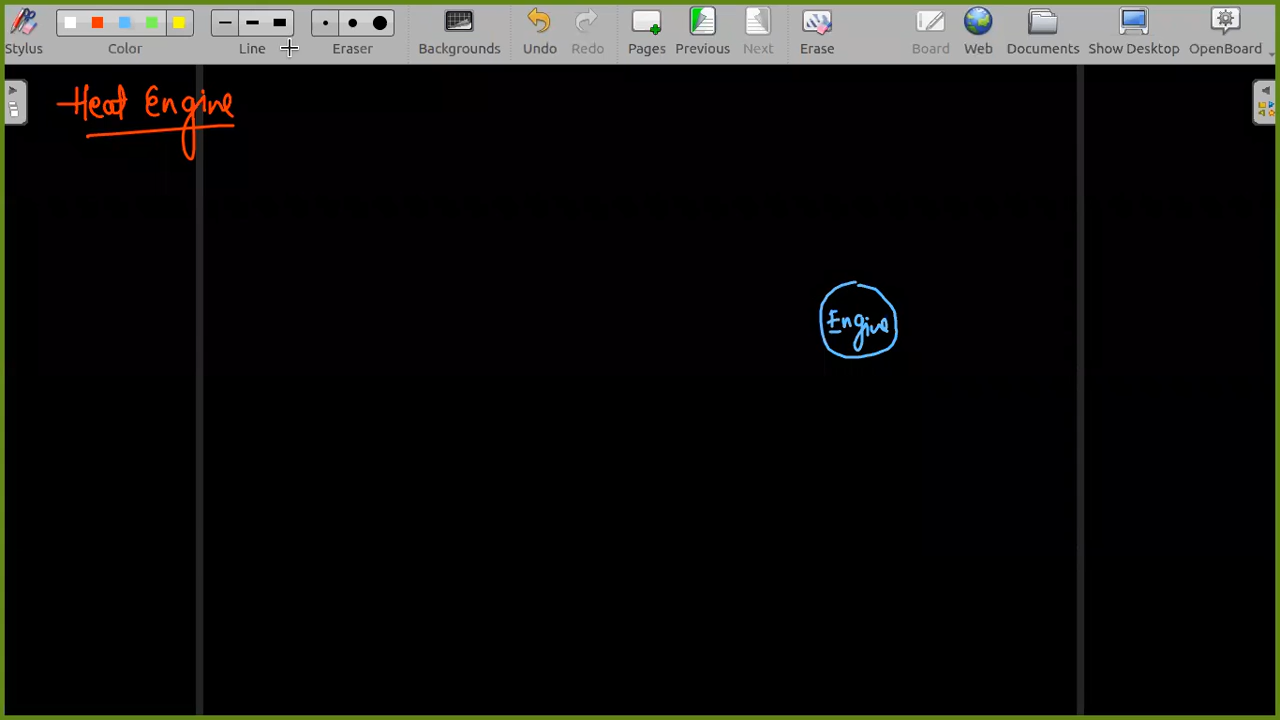 Stylus Color Line Eraser Backgrounds Undo Redo Pages Previous Next Erase Board Web Documents Show Desktop OpenBoard
Heat Engine
Engine